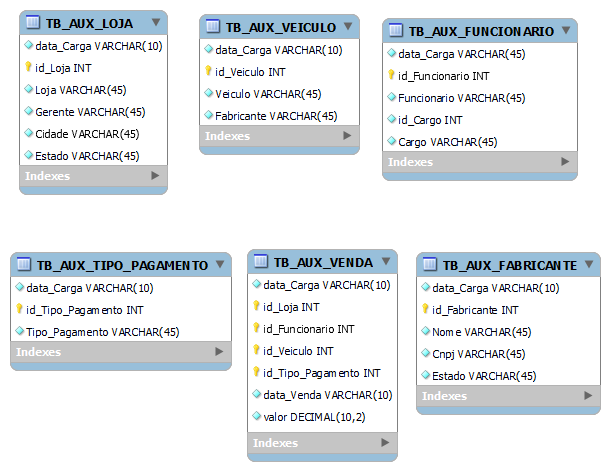 TB_AUX_LOJA
data_Carga VARCHAR(10)
id_Loja INT
Loja VARCHAR(45)
Gerente VARCHAR(45)
Cidade VARCHAR(45)
Estado VARCHAR(45)
Indexes
TB_AUX_VEICULO
data_Carga VARCHAR(10)
id_Veiculo INT
Veiculo VARCHAR(45)
Fabricante VARCHAR(45)
Indexes
TB_AUX_FUNCIONARIO
data_Carga VARCHAR(45)
id_Funcionario INT
Funcionario VARCHAR(45)
id_Cargo INT
Cargo VARCHAR(45)
Indexes
TB_AUX_TIPO_PAGAMENTO
data_Carga VARCHAR(10)
id_Tipo_Pagamento INT
Tipo_Pagamento VARCHAR(45)
Indexes
TB_AUX_VENDA
data_Carga VARCHAR(10)
id_Loja INT
id_Funcionario INT
id_Veiculo INT
id_Tipo_Pagamento INT
data_Venda VARCHAR(10)
valor DECIMAL(10,2)
Indexes
TB_AUX_FABRICANTE
data_Carga VARCHAR(10)
id_Fabricante INT
Nome VARCHAR(45)
Cnpj VARCHAR(45)
Estado VARCHAR(45)
Indexes